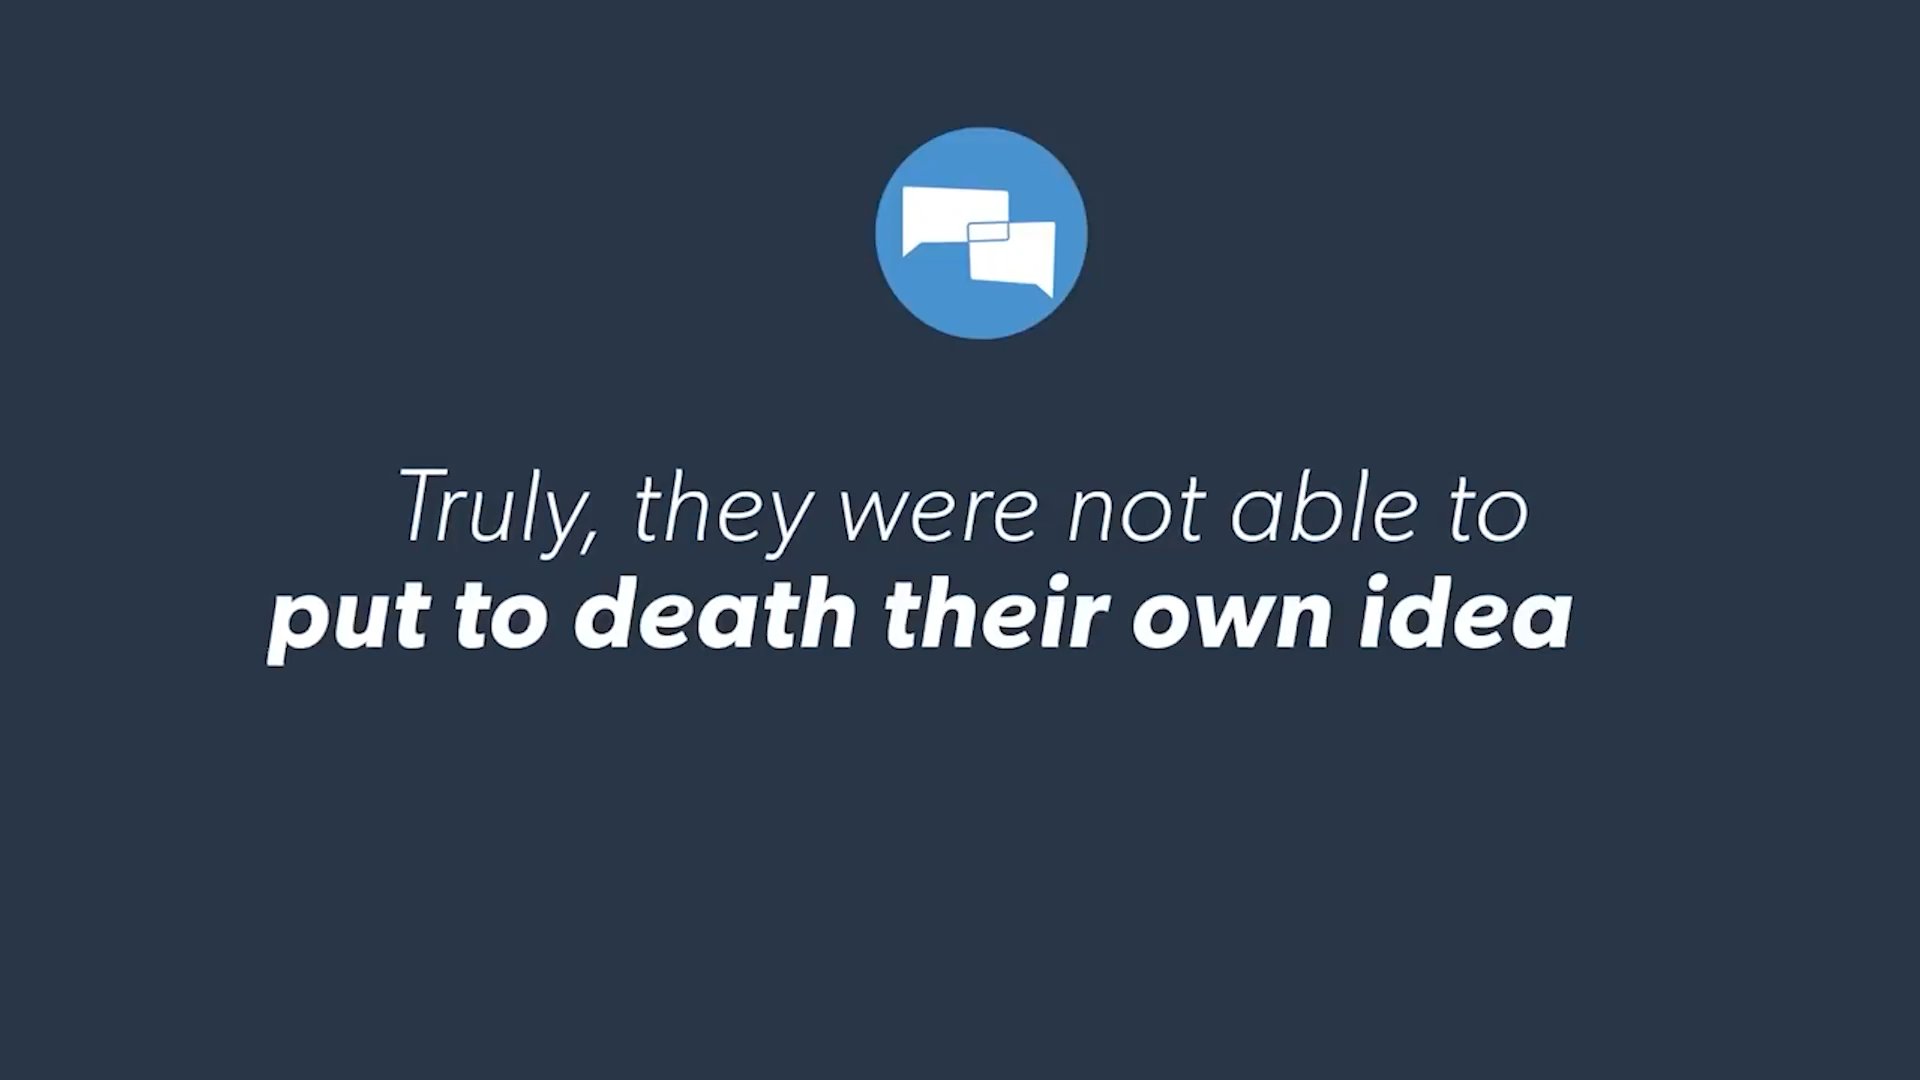 Truly, they were not able to
put to death their own idea